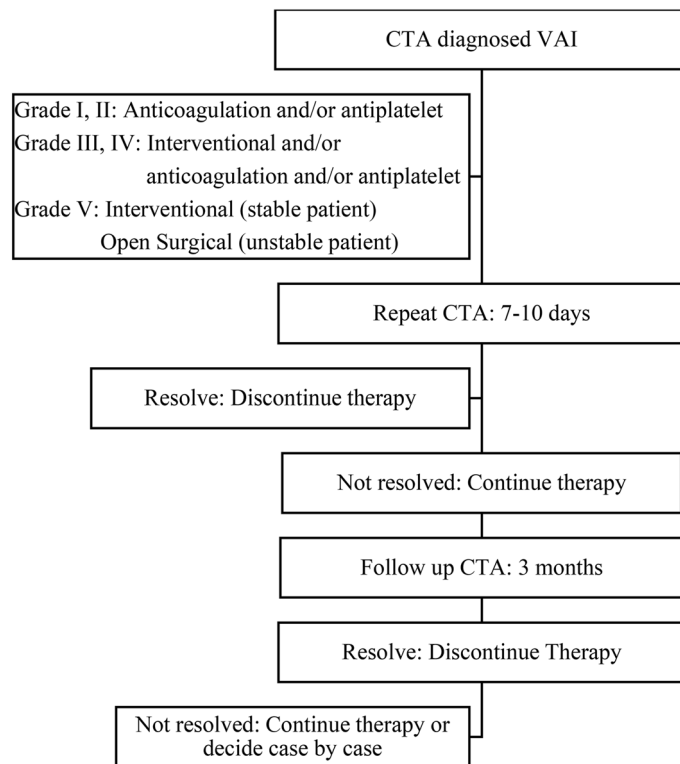 CTA diagnosed VAI
Grade I, II: Anticoagulation and/or antiplatelet
Grade III, IV: Interventional and/or
anticoagulation and/or antiplatelet
Grade V: Interventional (stable patient)
Open Surgical (unstable patient)
Repeat CTA: 7-10 days
Resolve: Discontinue therapy
Not resolved: Continue therapy
Follow up CTA: 3 months
Resolve: Discontinue Therapy
Not resolved: Continue therapy or
decide case by case